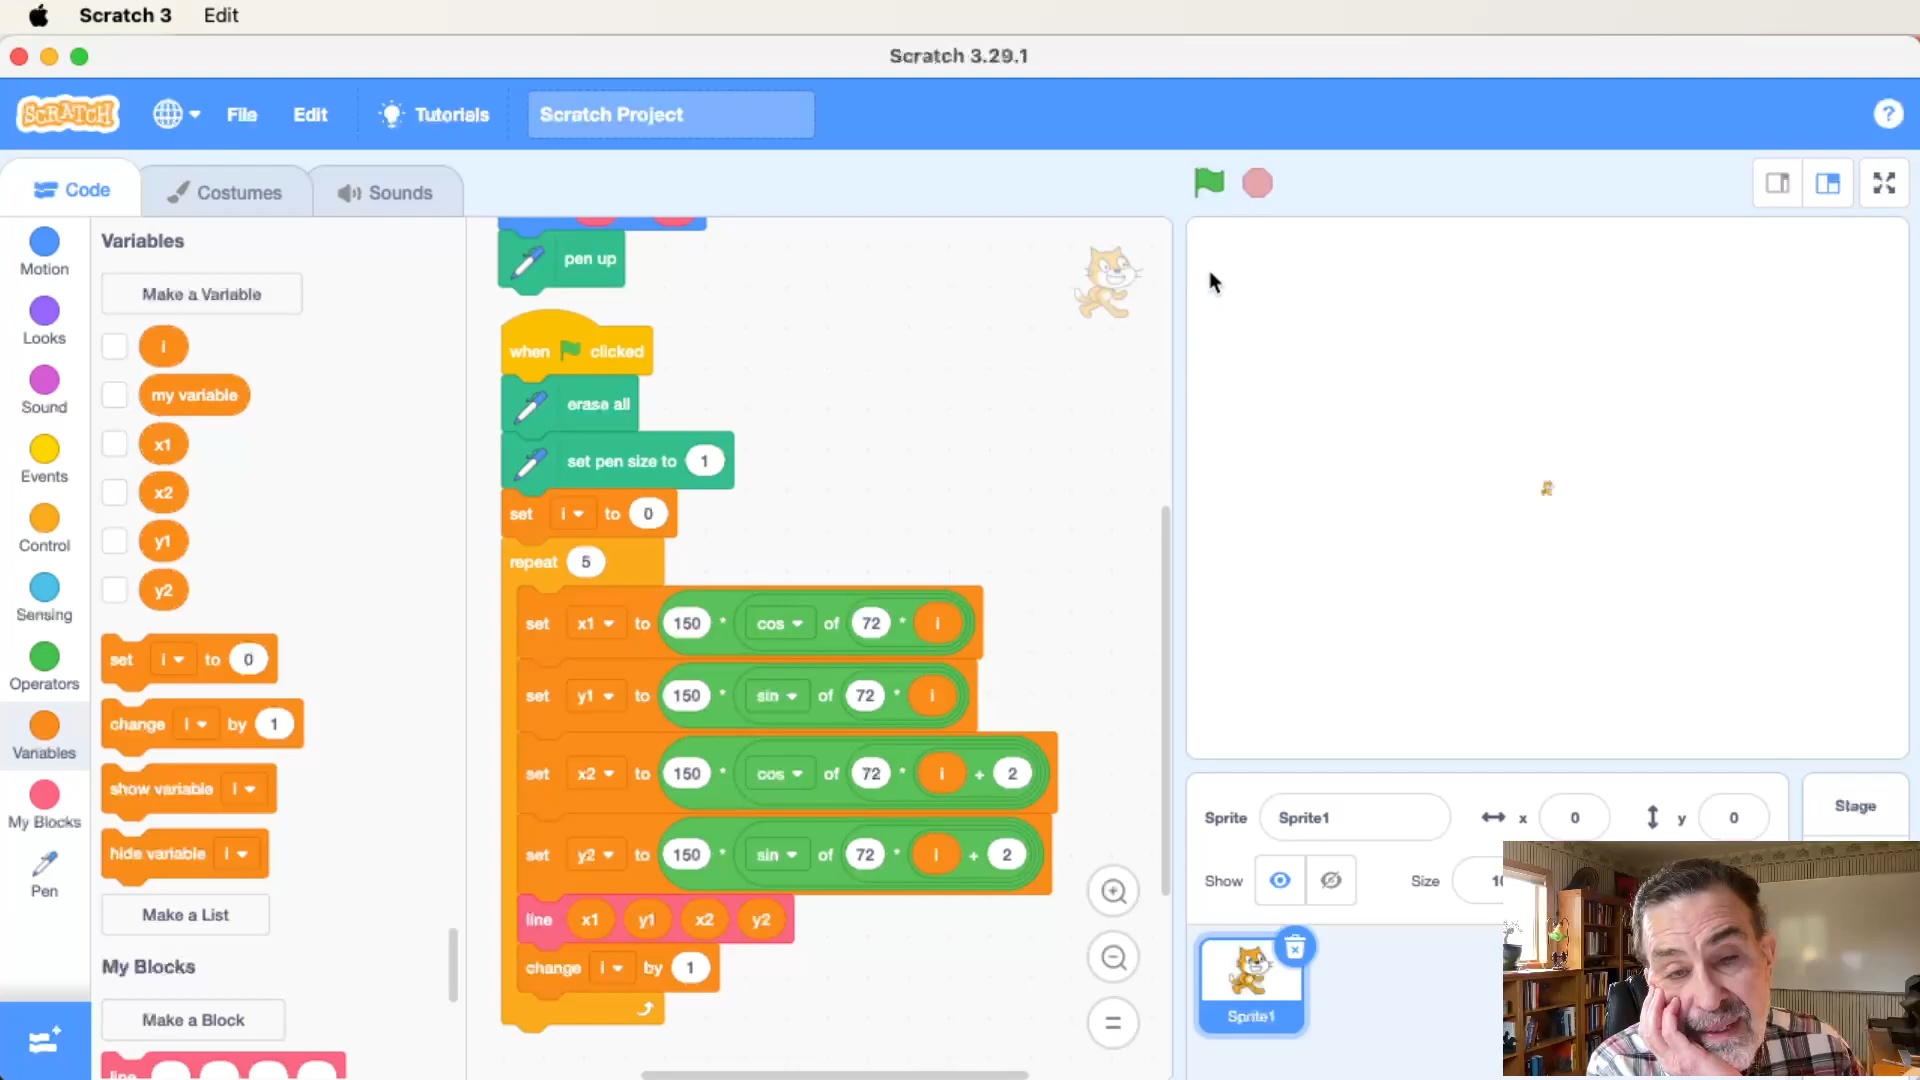 Scratch 3 Edit
Scratch 3.29.1
SCRATCH File Edit Tutorials Scratch Project ?
Code Costumes Sounds
Motion
Looks
Sound
Events
Control
Sensing
Operators
Variables
My Blocks
Pen
Variables
Make a Variable
i
my variable
x1
x2
y1
y2
set i to 0
change i by 1
show variable i
hide variable i
Make a List
My Blocks
Make a Block
line
pen up
when clicked
erase all
set pen size to 1
set i to 0
repeat 5
set x1 to 150 * cos of 72 * i
set y1 to 150 * sin of 72 * i
set x2 to 150 * cos of 72 * i + 2
set y2 to 150 * sin of 72 * i + 2
line x1 y1 x2 y2
change i by 1
Sprite Sprite1 x 0 y 0
Show Size
Sprite1
Stage